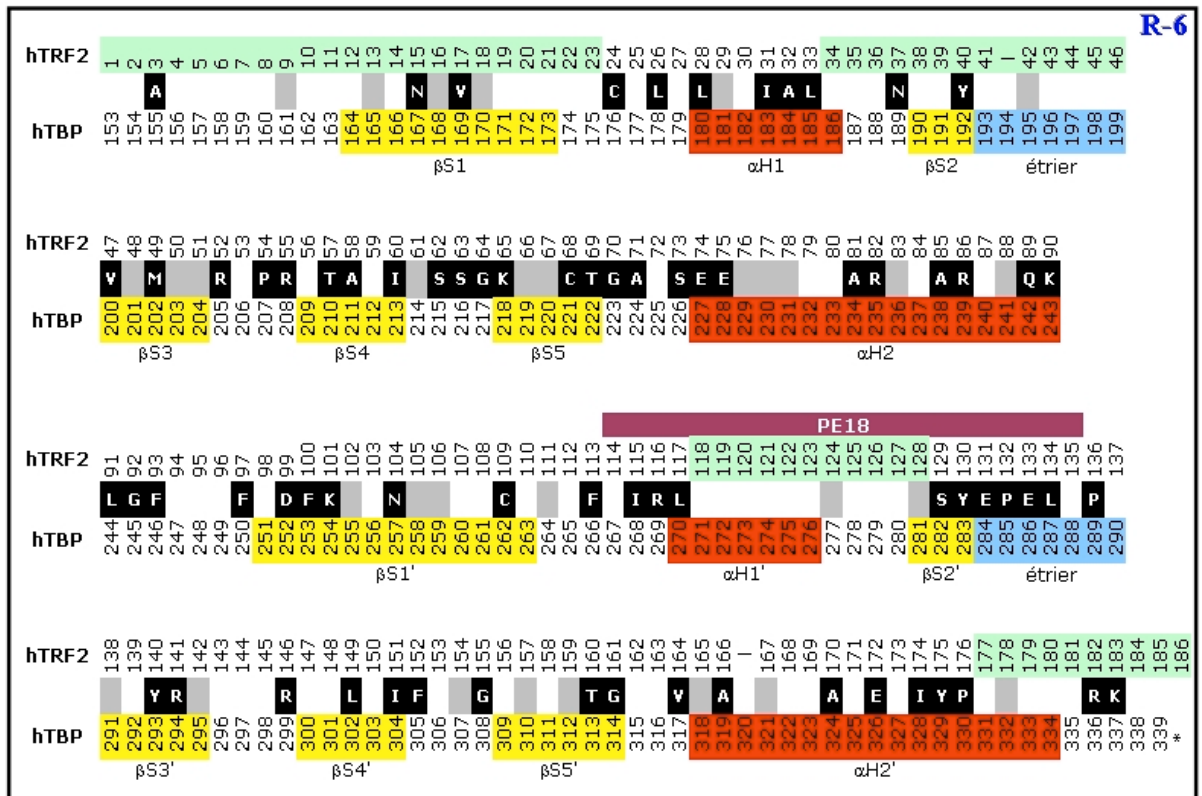 R-6
hTRF2 1 2 3 4 5 6 7 8 9 10 11 12 13 14 15 16 17 18 19 20 21 22 23 24 25 26 27 28 29 30 31 32 33 34 35 36 37 38 39 40 41 – 42 43 44 45 46
A N V C L L I A L N Y
hTBP 153 154 155 156 157 158 159 160 161 162 163 164 165 166 167 168 169 170 171 172 173 174 175 176 177 178 179 180 181 182 183 184 185 186 187 188 189 190 191 192 193 194 195 196 197 198 199
βS1 αH1 βS2 étrier
hTRF2 47 48 49 50 51 52 53 54 55 56 57 58 59 60 61 62 63 64 65 66 67 68 69 70 71 72 73 74 75 76 77 78 79 80 81 82 83 84 85 86 87 88 89 90
V M R P R T A I S S G K C T G A S E E A R A R Q K
hTBP 200 201 202 203 204 205 206 207 208 209 210 211 212 213 214 215 216 217 218 219 220 221 222 223 224 225 226 227 228 229 230 231 232 233 234 235 236 237 238 239 240 241 242 243
βS3 βS4 βS5 αH2
PE18
hTRF2 91 92 93 94 95 96 97 98 99 100 101 102 103 104 105 106 107 108 109 110 111 112 113 114 115 116 117 118 119 120 121 122 123 124 125 126 127 128 129 130 131 132 133 134 135 136 137
L G F F D F K N C F I R L S Y E P E L P
hTBP 244 245 246 247 248 249 250 251 252 253 254 255 256 257 258 259 260 261 262 263 264 265 266 267 268 269 270 271 272 273 274 275 276 277 278 279 280 281 282 283 284 285 286 287 288 289 290
βS1' αH1' βS2' étrier
hTRF2 138 139 140 141 142 143 144 145 146 147 148 149 150 151 152 153 154 155 156 157 158 159 160 161 162 163 164 165 166 – 167 168 169 170 171 172 173 174 175 176 177 178 179 180 181 182 183 184 185 186
Y R R L I F G T G V A A E I Y P R K
hTBP 291 292 293 294 295 296 297 298 299 300 301 302 303 304 305 306 307 308 309 310 311 312 313 314 315 316 317 318 319 320 321 322 323 324 325 326 327 328 329 330 331 332 333 334 335 336 337 338 339 *
βS3' βS4' βS5' αH2'